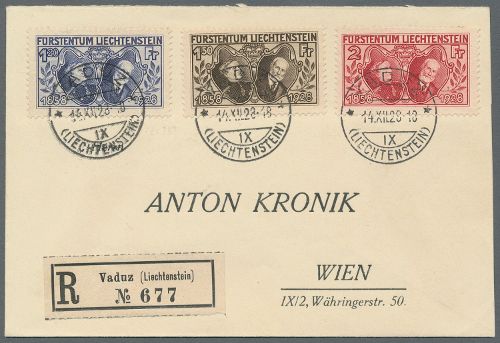 FÜRSTENTUM LIECHTENSTEIN
1.20 Fr
1858 1928
FÜRSTENTUM LIECHTENSTEIN
1.50 Fr
1858 1928
FÜRSTENTUM LIECHTENSTEIN
2 Fr
1858 1928
14.XII.28-18
IX
(LIECHTENSTEIN)
14.XII.28-18
IX
(LIECHTENSTEIN)
14.XII.28-18
IX
(LIECHTENSTEIN)
ANTON KRONIK
R
Vaduz (Liechtenstein)
№ 677
WIEN
IX/2, Währingerstr. 50.